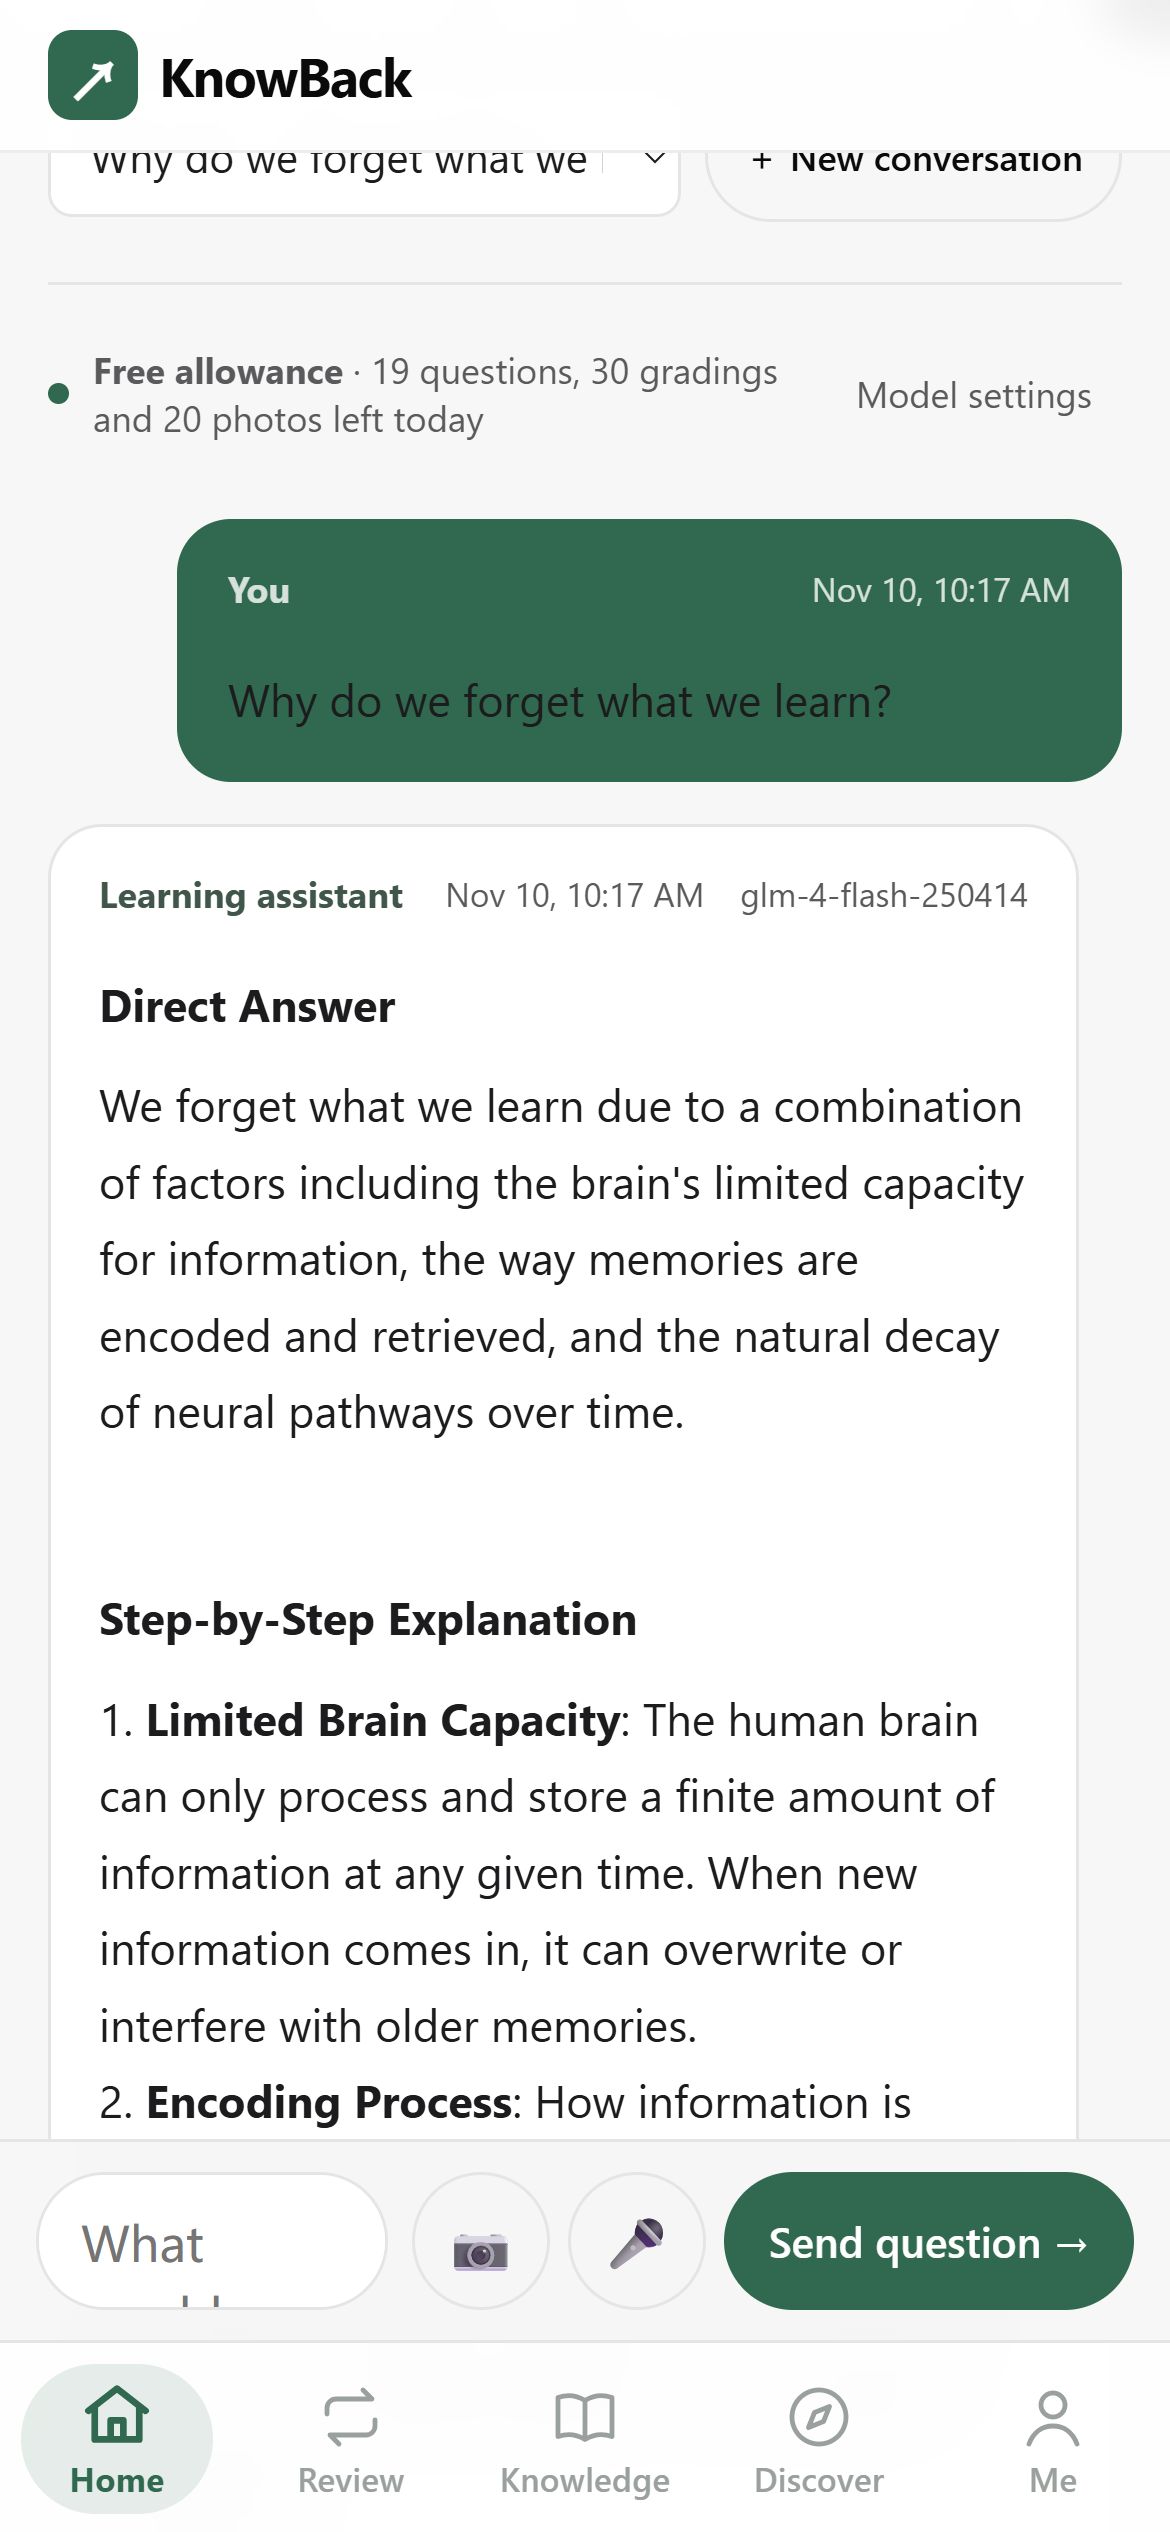 KnowBack
Why do we forget what we
+ New conversation
Free allowance · 19 questions, 30 gradings
and 20 photos left today
Model settings
You
Nov 10, 10:17 AM
Why do we forget what we learn?
Learning assistant
Nov 10, 10:17 AM
glm-4-flash-250414
Direct Answer
We forget what we learn due to a combination
of factors including the brain's limited capacity
for information, the way memories are
encoded and retrieved, and the natural decay
of neural pathways over time.
Step-by-Step Explanation
1. Limited Brain Capacity: The human brain
can only process and store a finite amount of
information at any given time. When new
information comes in, it can overwrite or
interfere with older memories.
2. Encoding Process: How information is
What
Send question →
Home
Review
Knowledge
Discover
Me